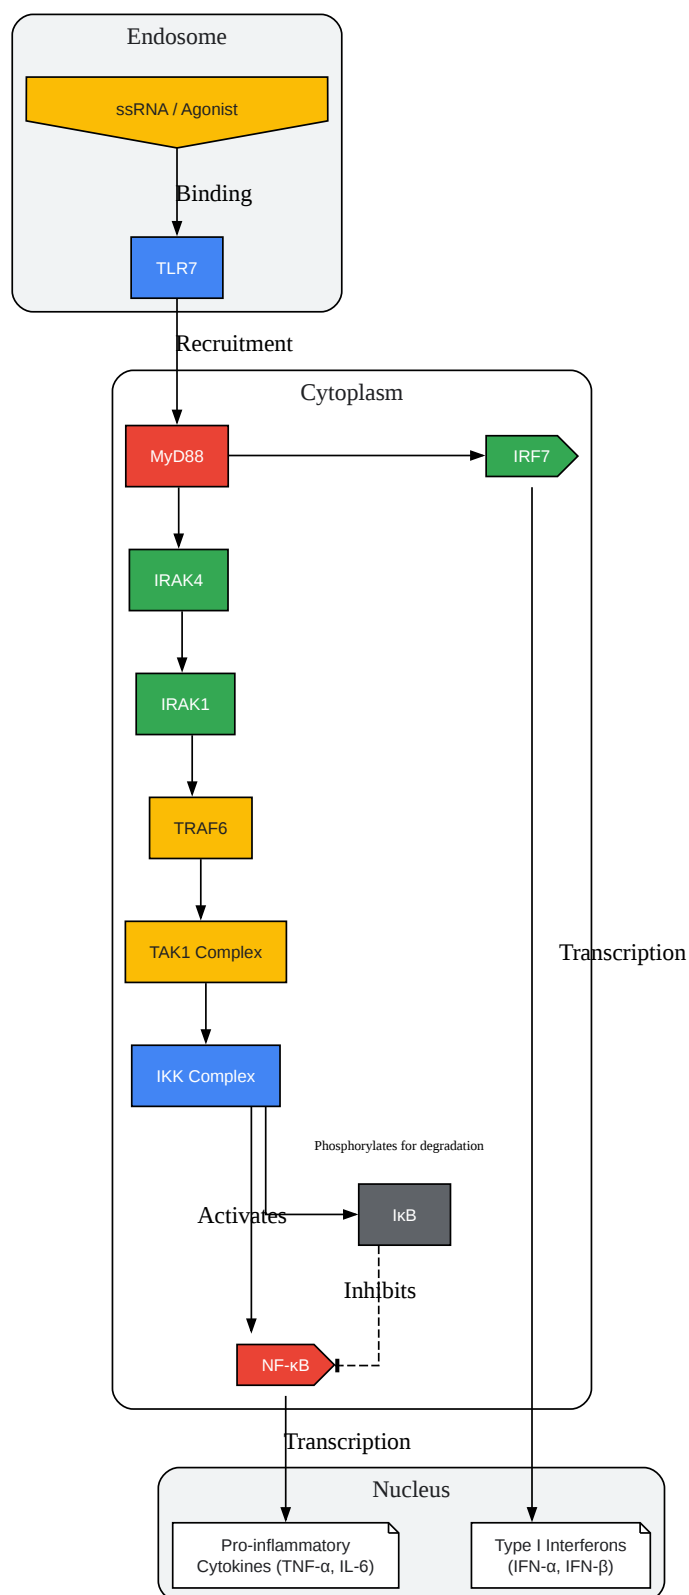 Endosome
ssRNA / Agonist
Binding
TLR7
Recruitment
Cytoplasm
MyD88
IRF7
IRAK4
IRAK1
TRAF6
TAK1 Complex
Transcription
IKK Complex
Phosphorylates for degradation
Activates
IκB
Inhibits
NF-κB
Transcription
Nucleus
Pro-inflammatory
Cytokines (TNF-α, IL-6)
Type I Interferons
(IFN-α, IFN-β)